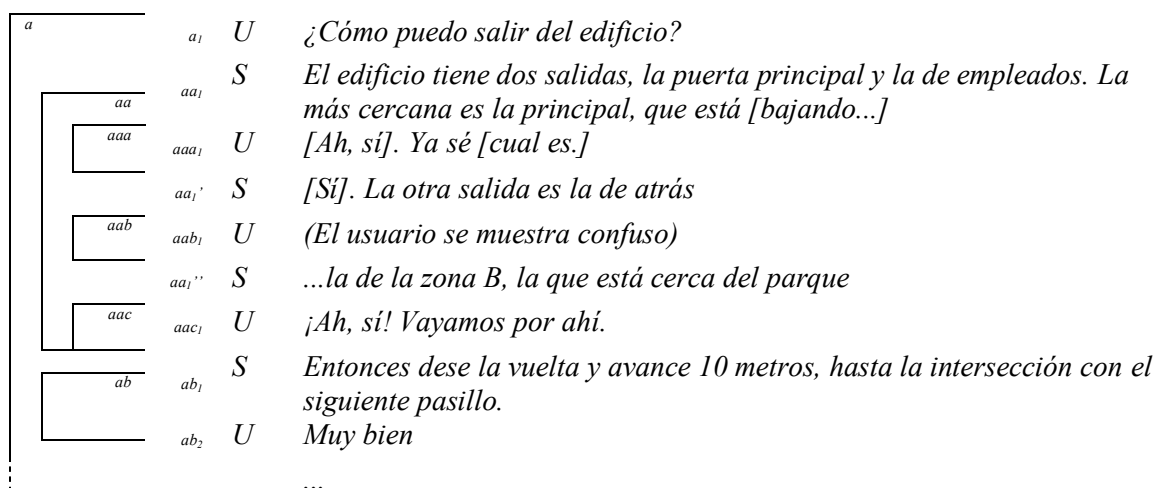 a a₁ U ¿Cómo puedo salir del edificio?
aa aa₁ S El edificio tiene dos salidas, la puerta principal y la de empleados. La
más cercana es la principal, que está [bajando...]
aaa aaa₁ U [Ah, sí]. Ya sé [cual es.]
aa₁’ S [Sí]. La otra salida es la de atrás
aab aab₁ U (El usuario se muestra confuso)
aa₁’’ S ...la de la zona B, la que está cerca del parque
aac aac₁ U ¡Ah, sí! Vayamos por ahí.
ab ab₁ S Entonces dese la vuelta y avance 10 metros, hasta la intersección con el
siguiente pasillo.
ab₂ U Muy bien
...